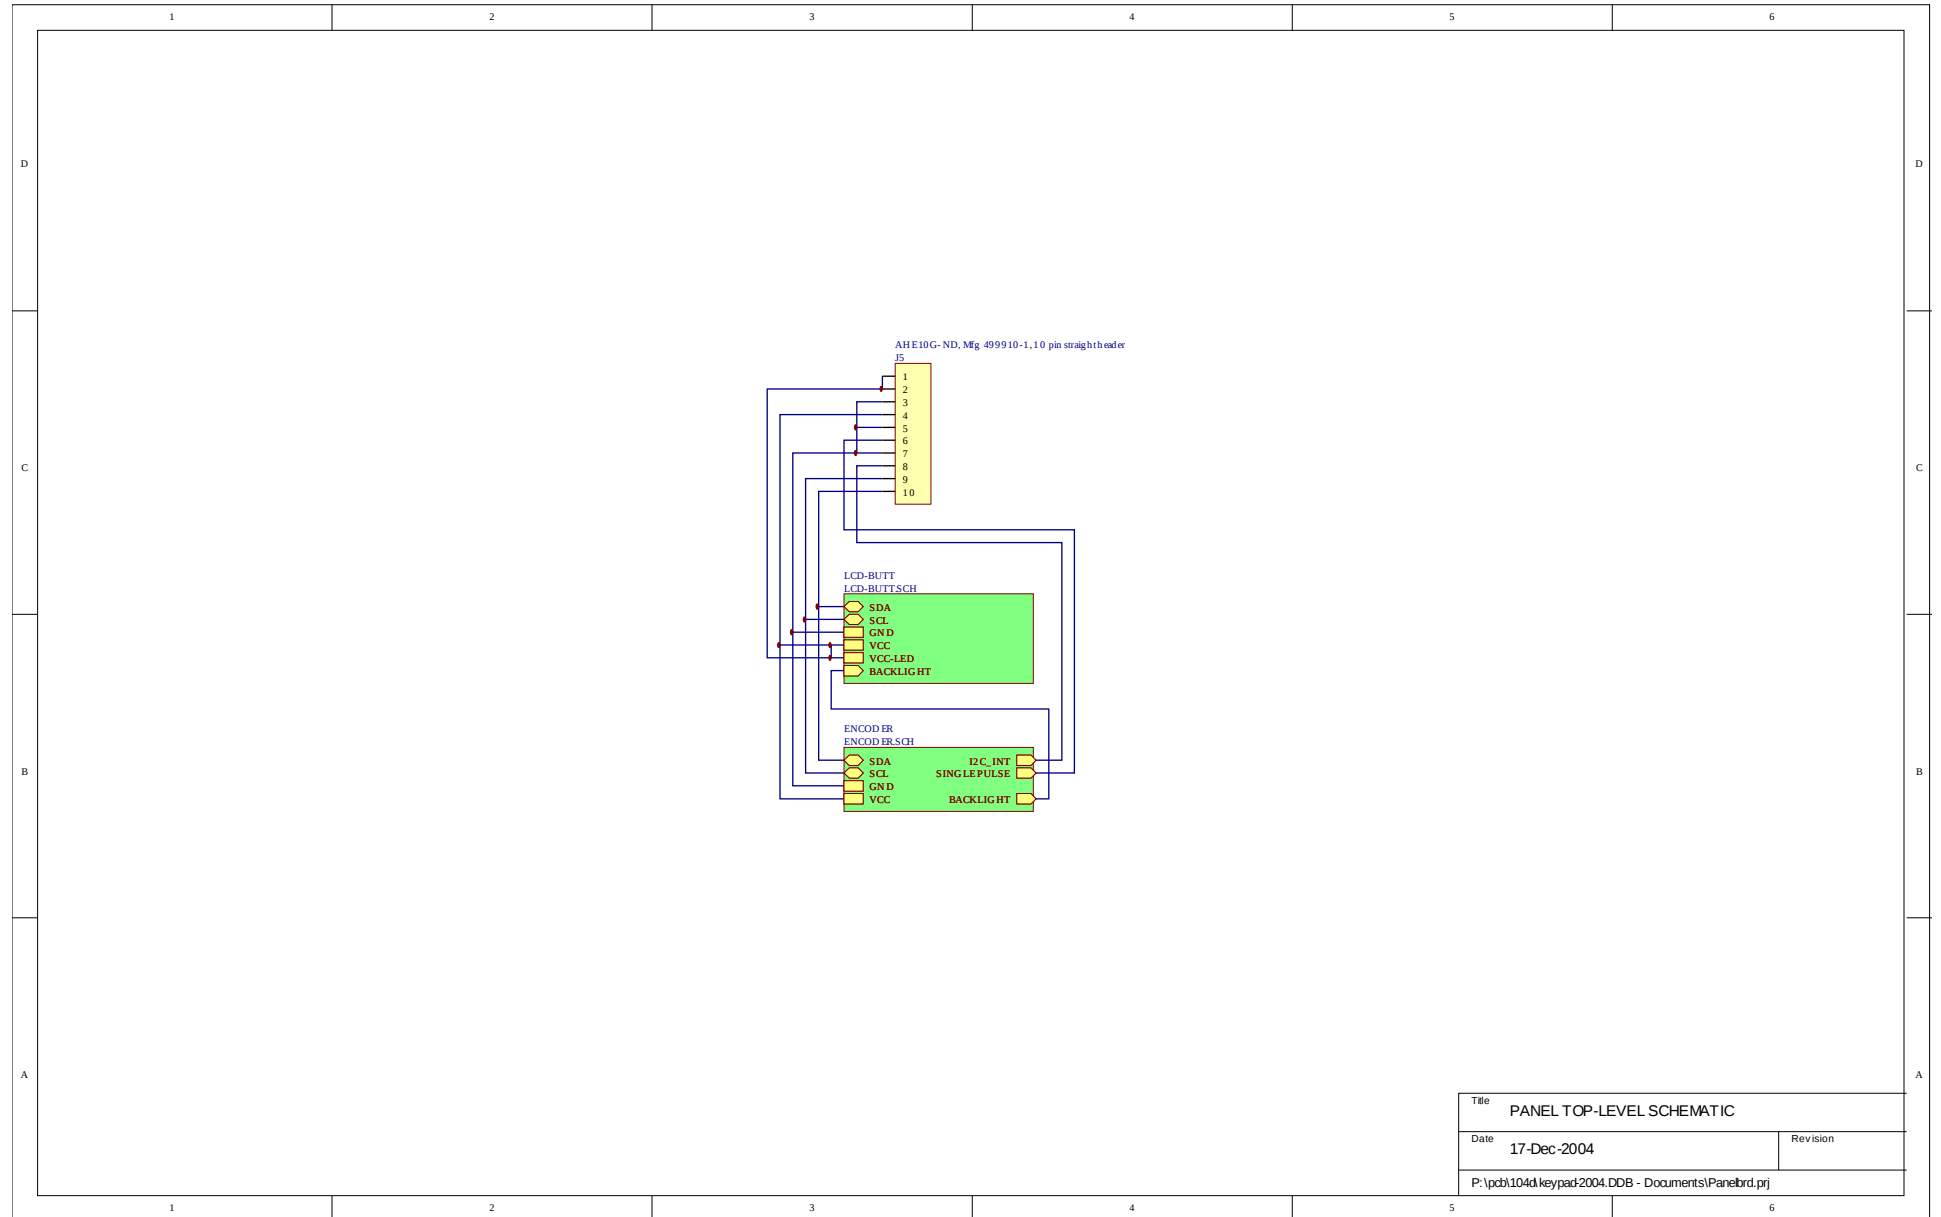 1 2 3 4 5 6
D D
AHE10G-ND, Mfg 499910-1, 10 pin straight header
J5
1
2
3
4
5
6
7
8
9
10
C C
LCD-BUTT
LCD-BUTT.SCH
SDA
SCL
GND
VCC
VCC-LED
BACKLIGHT
ENCODER
ENCODER.SCH
SDA I2C_INT
SCL SINGLEPULSE
GND
VCC BACKLIGHT
B B
A A
Title PANEL TOP-LEVEL SCHEMATIC
Date 17-Dec-2004 Revision
P:\pcb\104d\keypad-2004.DDB - Documents\Panelbrd.prj
1 2 3 4 5 6